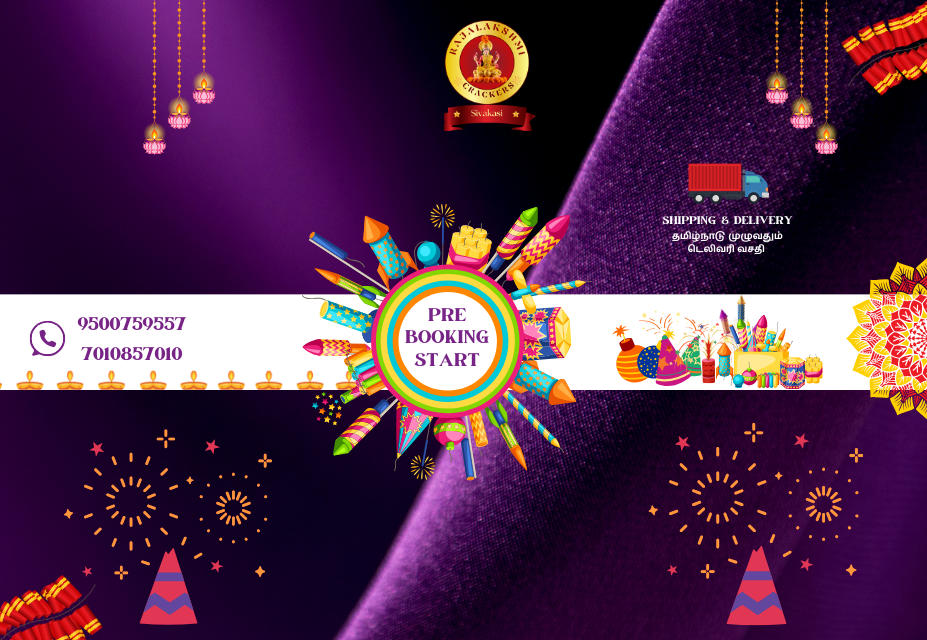 RAJALAKSHMI
CRACKERS
Sivakasi
SHIPPING & DELIVERY
தமிழ்நாடு முழுவதும்
டெலிவரி வசதி
9500759557
7010857010
PRE
BOOKING
START